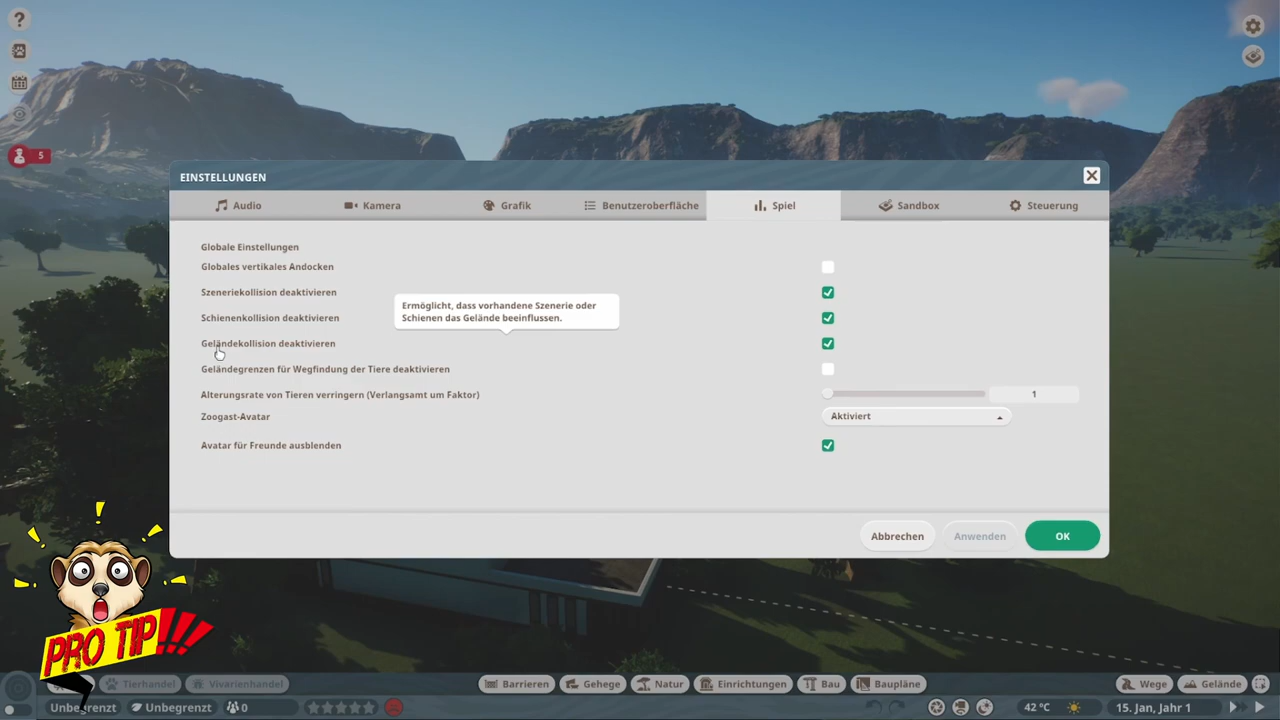 ?
5
EINSTELLUNGEN
Audio
Kamera
Grafik
Benutzeroberfläche
Spiel
Sandbox
Steuerung
Globale Einstellungen
Globales vertikales Andocken
Szeneriekollision deaktivieren
Ermöglicht, dass vorhandene Szenerie oder
Schienen das Gelände beeinflussen.
Schienenkollision deaktivieren
Geländekollision deaktivieren
Geländegrenzen für Wegfindung der Tiere deaktivieren
Alterungsrate von Tieren verringern (Verlangsamt um Faktor)
1
Zoogast-Avatar
Aktiviert
Avatar für Freunde ausblenden
Abbrechen
Anwenden
OK
PRO TIP!!!
Tierhandel
Vivarienhandel
Barrieren
Gehege
Natur
Einrichtungen
Bau
Baupläne
Wege
Gelände
Unbegrenzt
Unbegrenzt
0
42 °C
15. Jan, Jahr 1